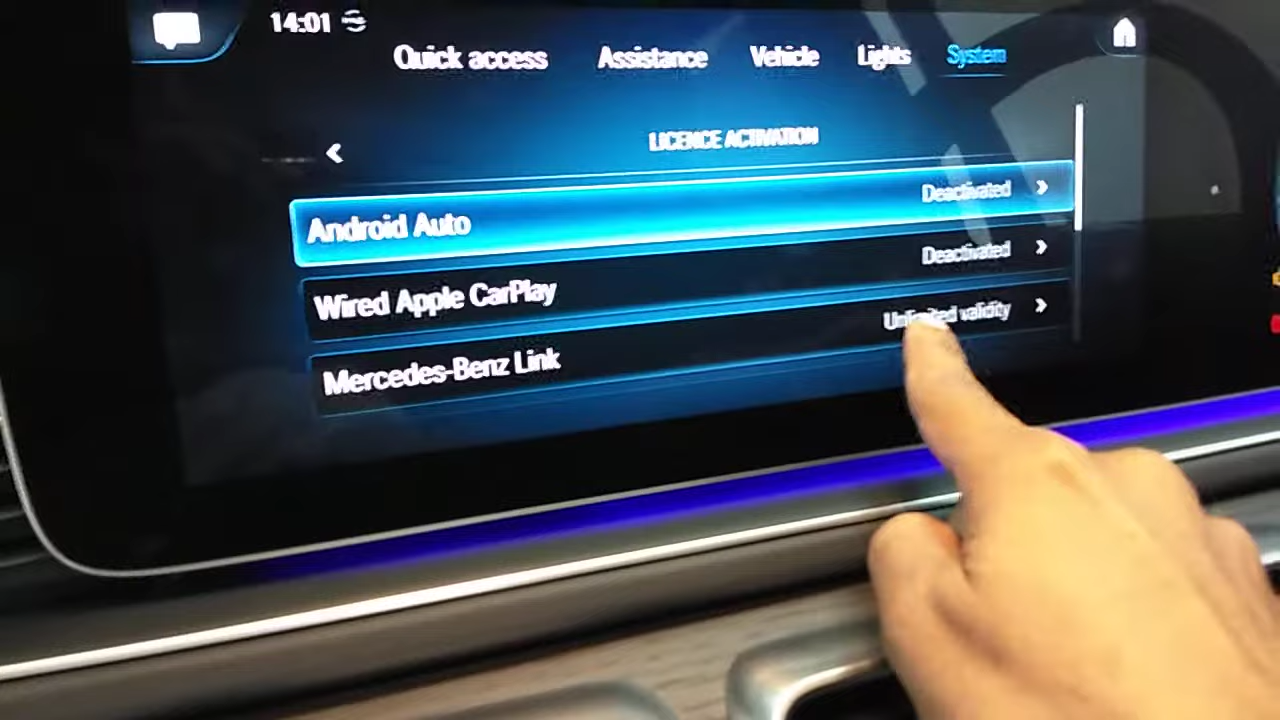 14:01
Quick access Assistance Vehicle Lights System
LICENCE ACTIVATION
Android Auto Deactivated
Wired Apple CarPlay Deactivated
Mercedes-Benz Link Unlimited validity